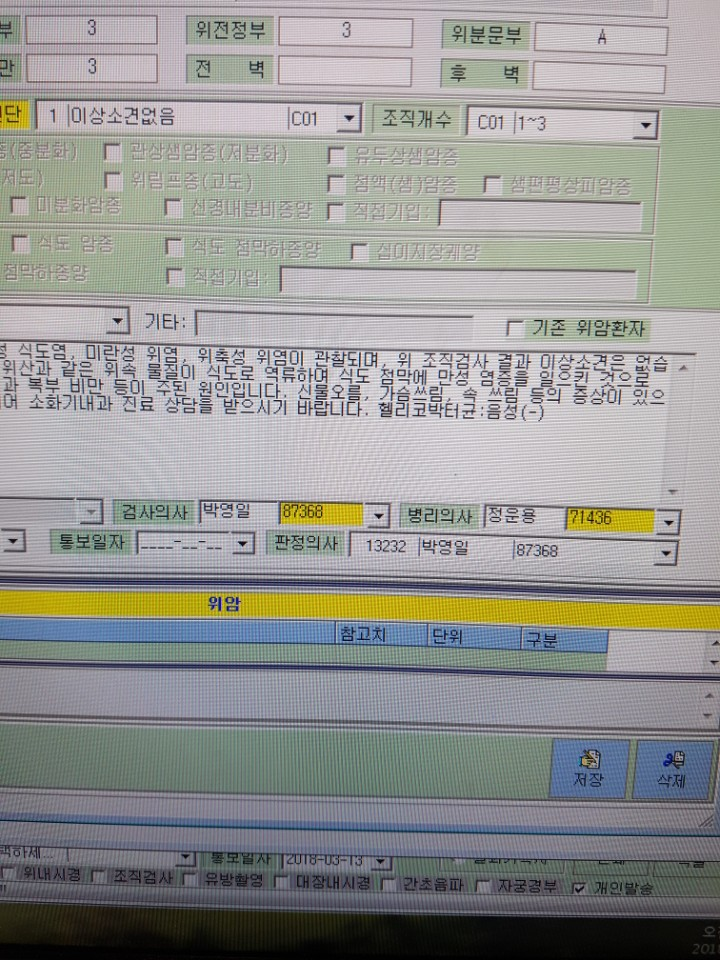 부 3 위전정부 3 위분문부 A
만 3 전 벽 후 벽
단 1 이상소견없음 C01 조직개수 C01 1~3
종(중분화) 관상샘암종(저분화) 유두상샘암종
저도) 위림프종(고도) 점액(샘)암종 샘편평상피암종
미분화암종 신경내분비종양 직접기입:
식도 암종 식도 점막하종양 십이지장궤양
점막하종양 직접기입:
기타: 기존 위암환자
성 식도염, 미란성 위염, 위축성 위염이 관찰되며, 위 조직검사 결과 이상소견은 없습
위산과 같은 위속 물질이 식도로 역류하며 식도 점막에 만성 염증을 일으킨 것으로
과 복부 비만 등이 주된 원인입니다. 신물오름, 가슴쓰림, 속 쓰림 등의 증상이 있으
며 소화기내과 진료 상담을 받으시기 바랍니다. 헬리코박터균:음성(-)
검사의사 박영일 87368 병리의사 정운용 71436
통보일자 ____-__-__ 판정의사 13232 박영일 87368
위암
참고치 단위 구분
저장 삭제
택하세... 통보일자 2018-03-13
위내시경 조직검사 유방촬영 대장내시경 간초음파 자궁경부 개인발송